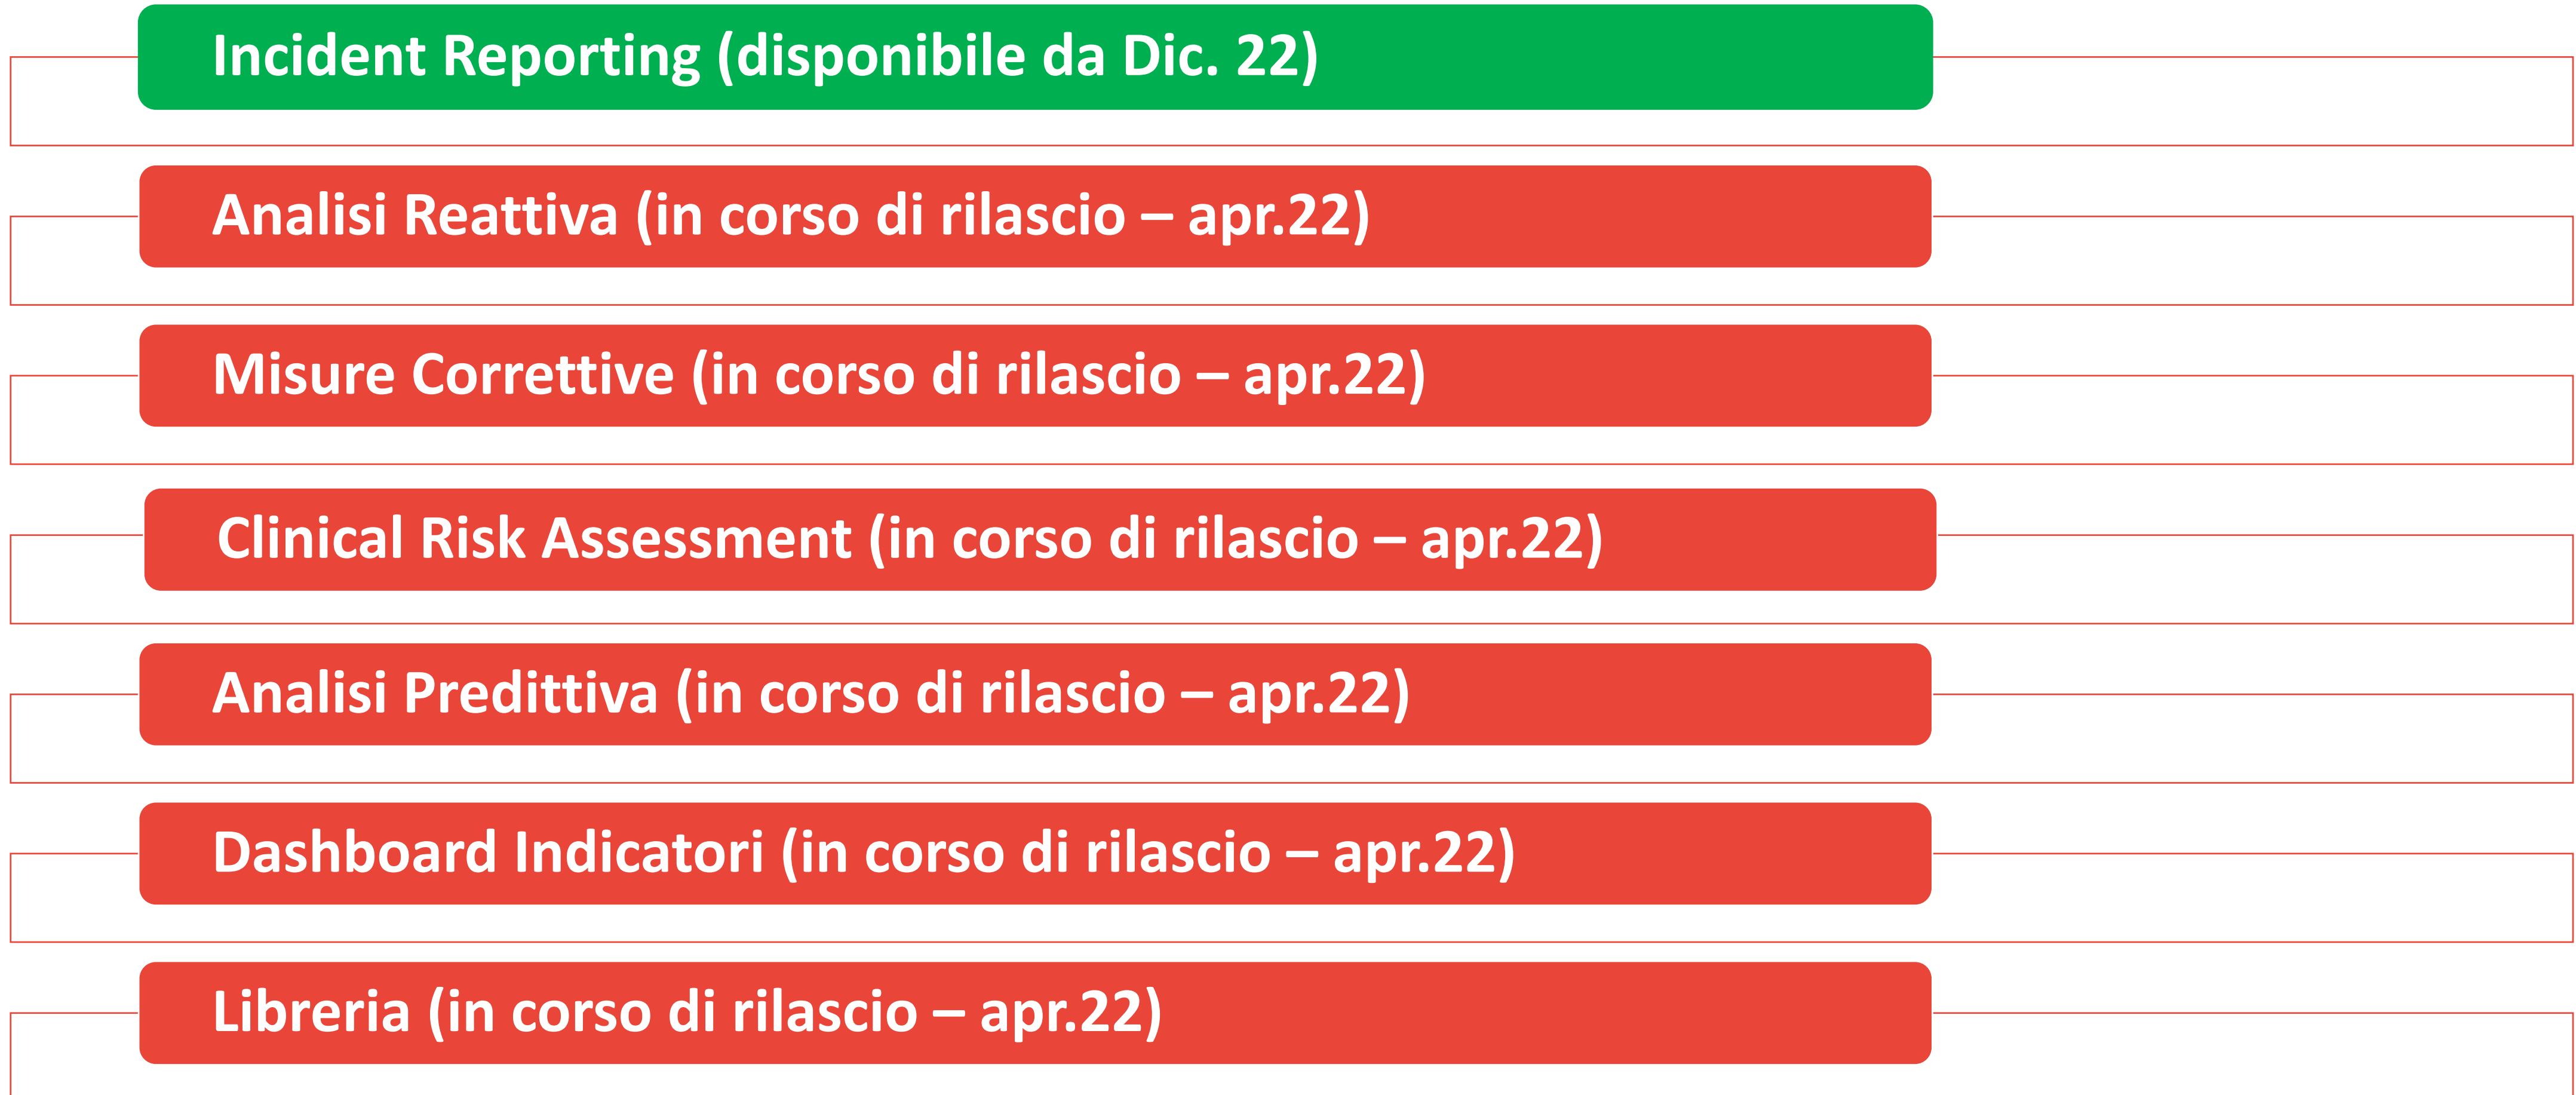 Incident Reporting (disponibile da Dic. 22)
Analisi Reattiva (in corso di rilascio – apr.22)
Misure Correttive (in corso di rilascio – apr.22)
Clinical Risk Assessment (in corso di rilascio – apr.22)
Analisi Predittiva (in corso di rilascio – apr.22)
Dashboard Indicatori (in corso di rilascio – apr.22)
Libreria (in corso di rilascio – apr.22)